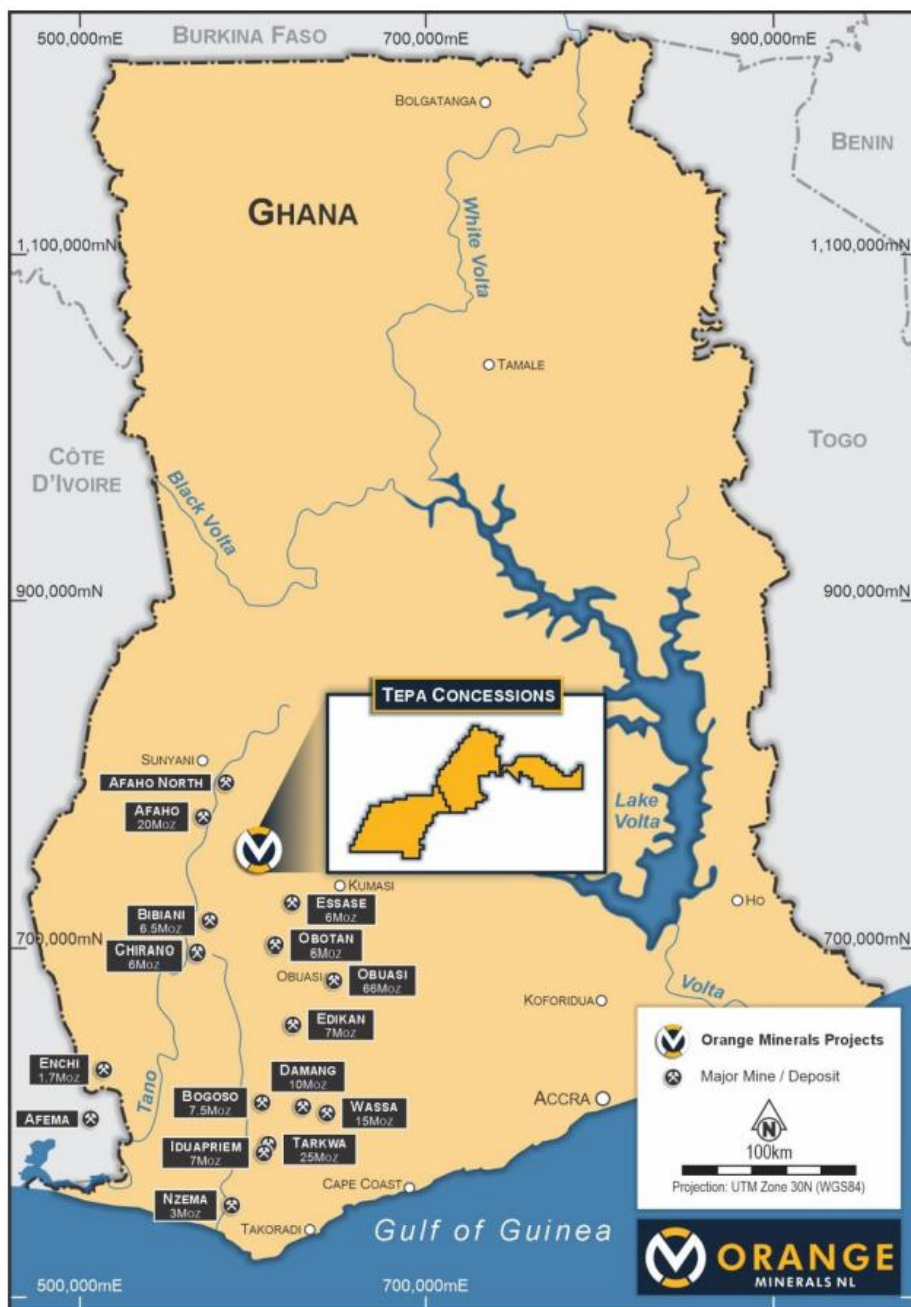 500,000mE
700,000mE
900,000mE
BURKINA FASO
BOLGATANGA
BENIN
GHANA
White Volta
1,100,000mN
1,100,000mN
TAMALE
CÔTE
D'IVOIRE
TOGO
Black Volta
900,000mN
900,000mN
TEPA CONCESSIONS
SUNYANI
AFAHO NORTH
AFAHO
20MOZ
Lake
Volta
KUMASI
HO
ESSASE
6MOZ
BIBIANI
6.5MOZ
OBOTAN
6MOZ
CHIRANO
6MOZ
700,000mN
700,000mN
OBUASI
OBUASI
66MOZ
KOFORIDUA
Volta
EDIKAN
7MOZ
ENCHI
1.7MOZ
Tano
DAMANG
10MOZ
BOGOSO
7.5MOZ
WASSA
15MOZ
ACCRA
AFEMA
IDUAPRIEM
7MOZ
TARKWA
25MOZ
CAPE COAST
NZEMA
3MOZ
TAKORADI
Gulf of Guinea
Orange Minerals Projects
Major Mine / Deposit
N
100km
Projection: UTM Zone 30N (WGS84)
ORANGE
MINERALS NL
500,000mE
700,000mE